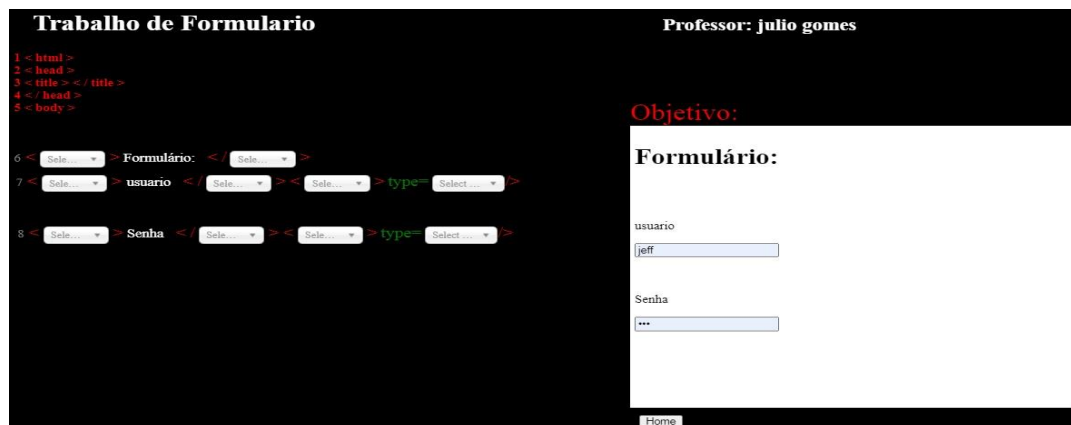 Trabalho de Formulario
Professor: julio gomes
1 < html >
2 < head >
3 < title > < / title >
4 < / head >
5 < body >
6 < Sele... > Formulário: < / Sele... >
7 < Sele... > usuario < / Sele... > < Sele... > type= Select ... />
8 < Sele... > Senha < / Sele... > < Sele... > type= Select ... />
Objetivo:
Formulário:
usuario
jeff
Senha
•••
Home